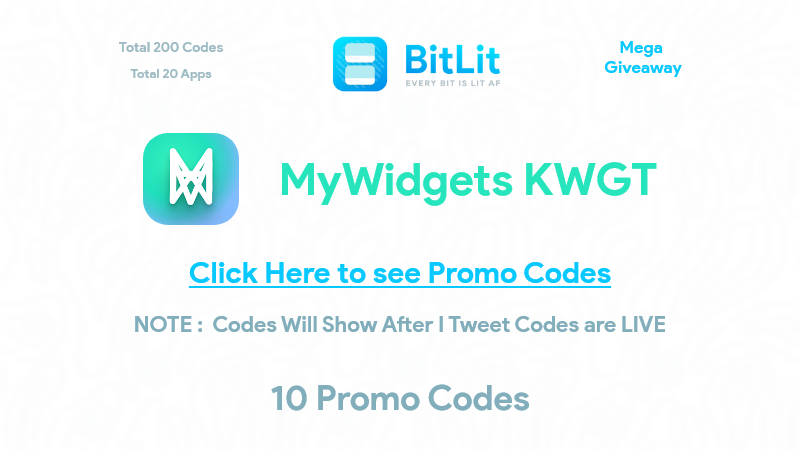 Total 200 Codes
Total 20 Apps
BitLit
EVERY BIT IS LIT AF
Mega
Giveaway
MyWidgets KWGT
Click Here to see Promo Codes
NOTE : Codes Will Show After I Tweet Codes are LIVE
10 Promo Codes